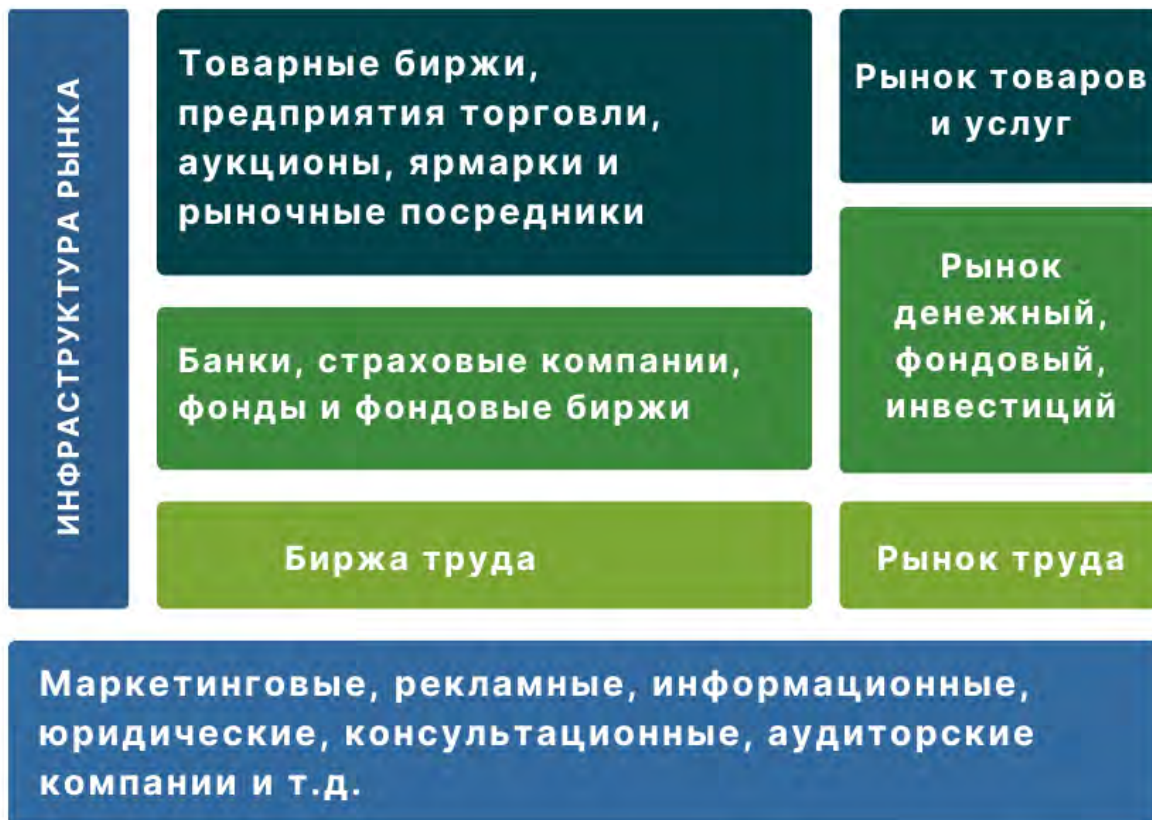 ИНФРАСТРУКТУРА РЫНКА
Товарные биржи,
предприятия торговли,
аукционы, ярмарки и
рыночные посредники
Рынок товаров
и услуг
Банки, страховые компании,
фонды и фондовые биржи
Рынок
денежный,
фондовый,
инвестиций
Биржа труда
Рынок труда
Маркетинговые, рекламные, информационные,
юридические, консультационные, аудиторские
компании и т.д.